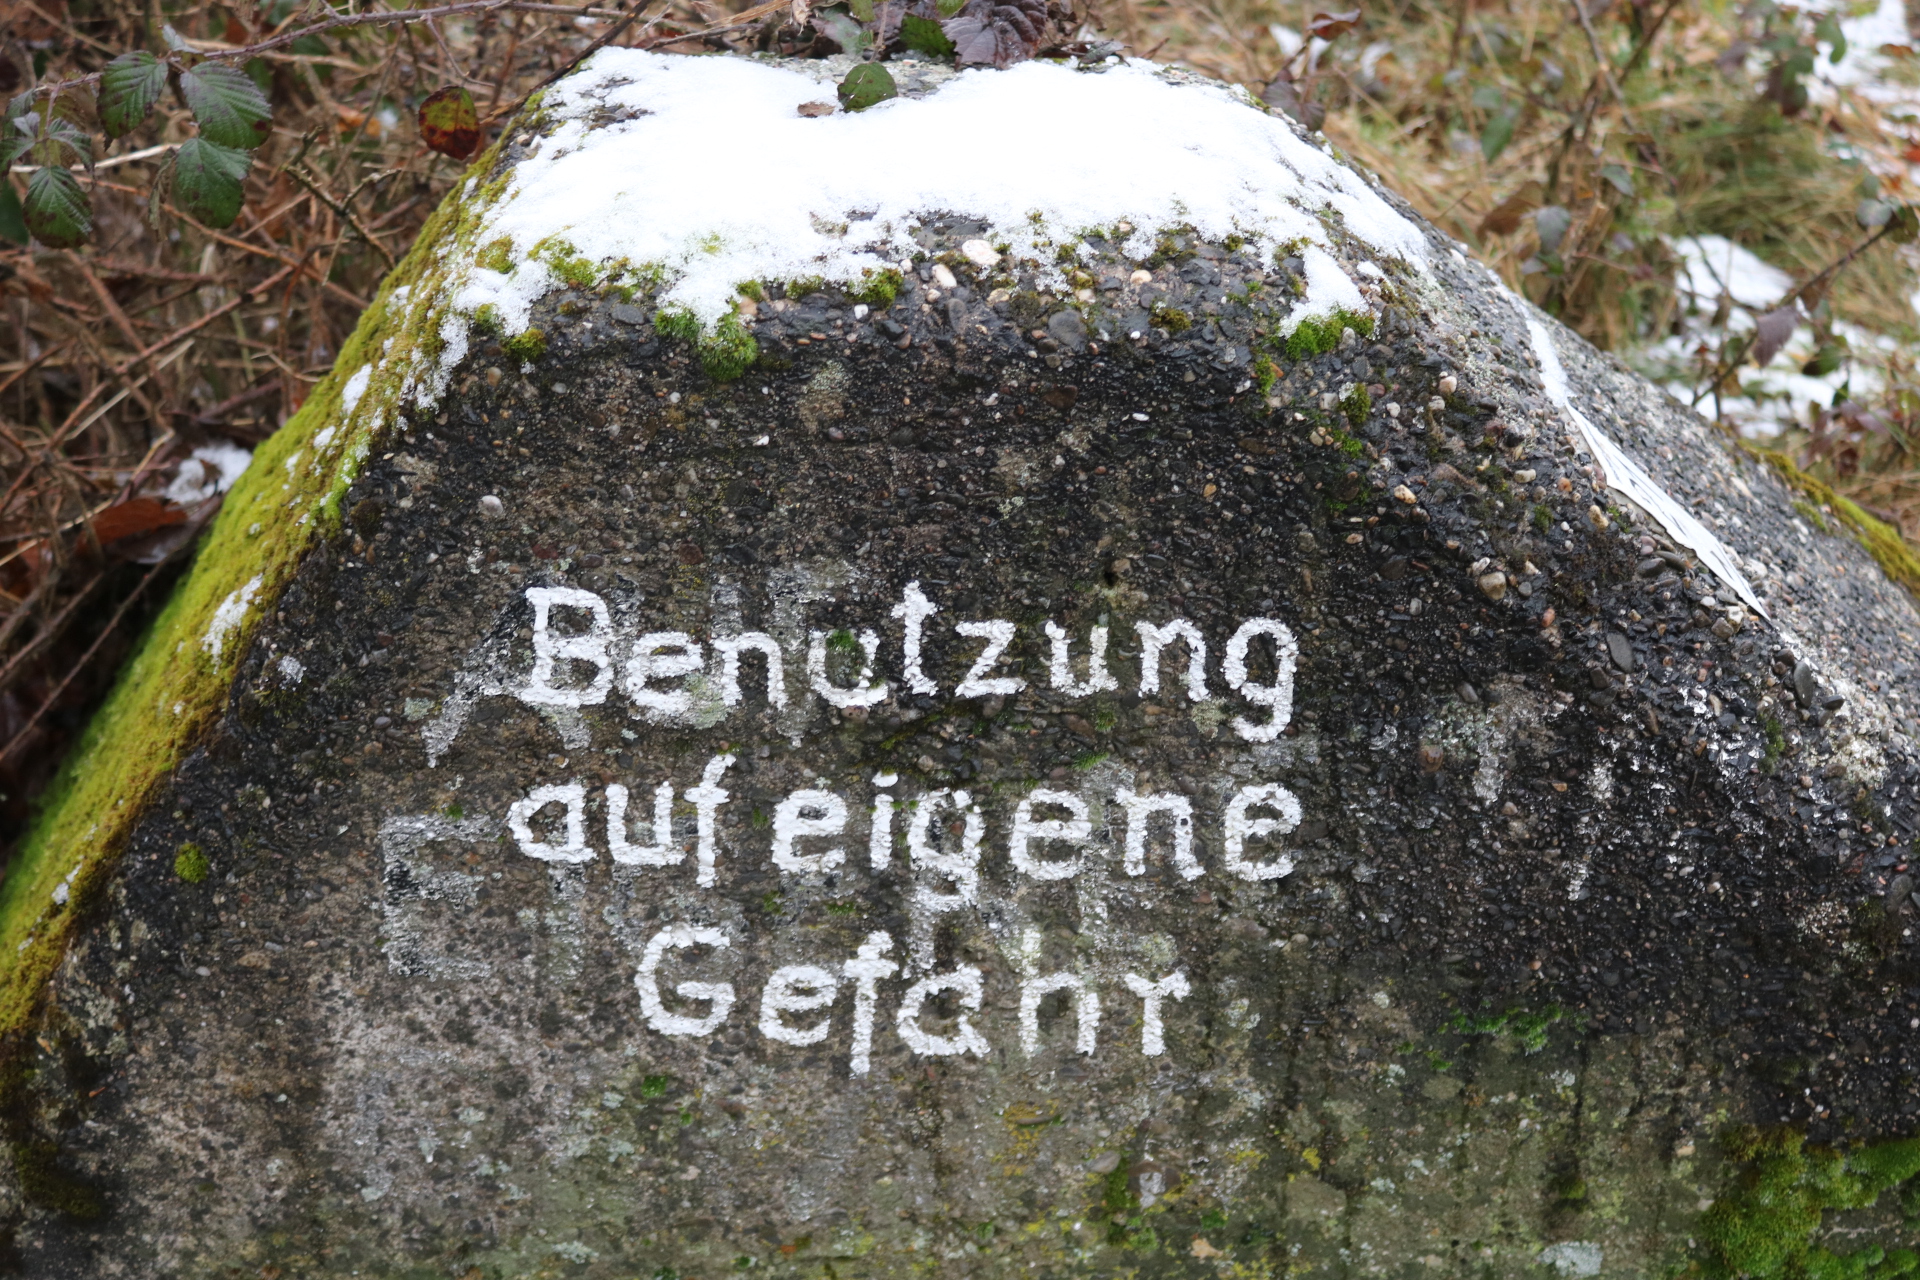 Benutzung
auf eigene
Gefahr